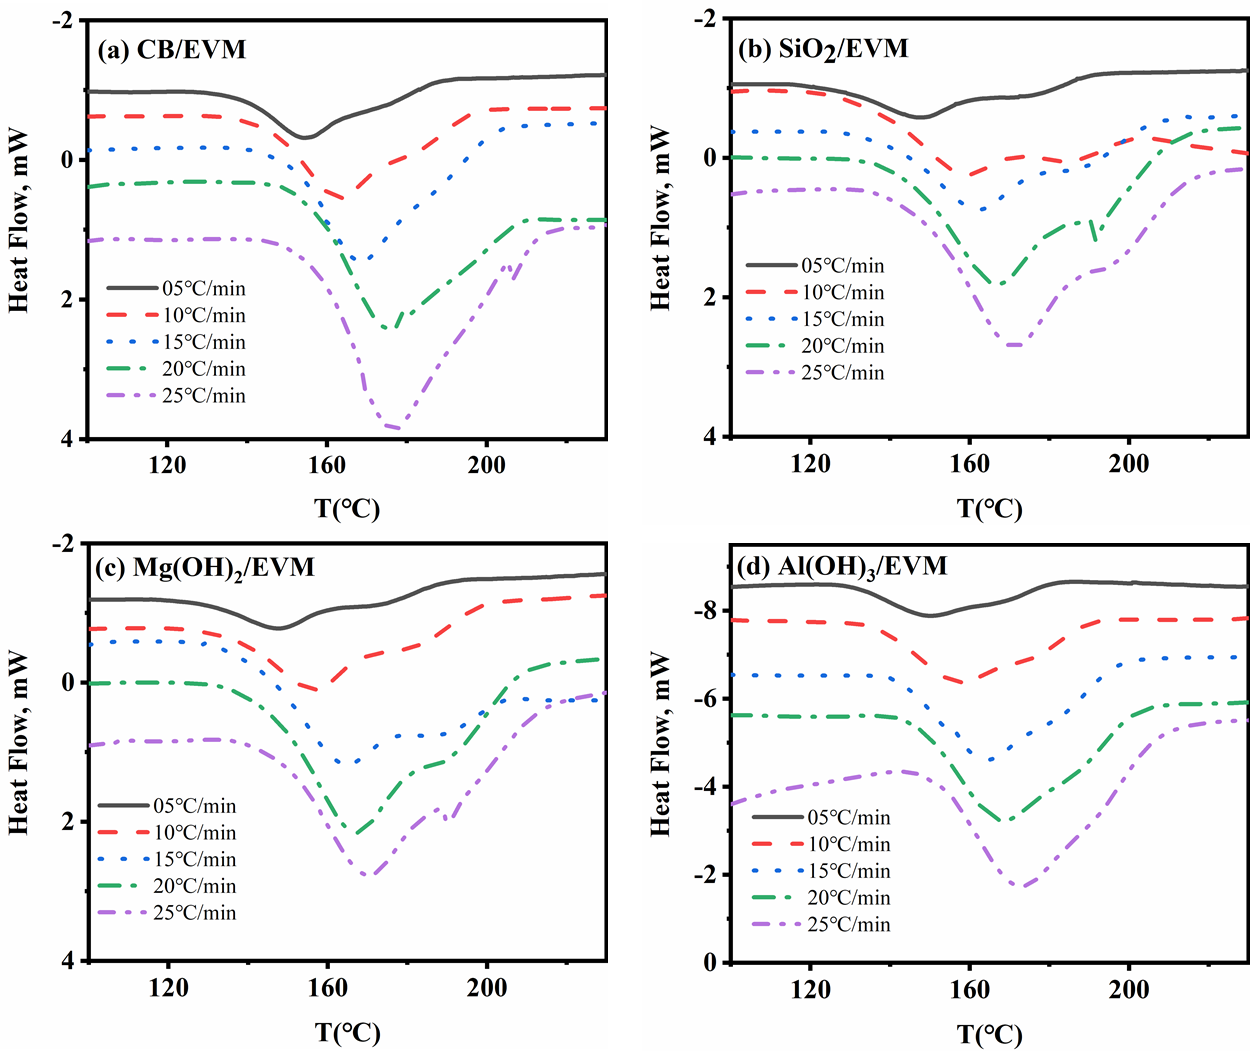 (a) CB/EVM
-2
0
2
4
Heat Flow, mW
05℃/min
10℃/min
15℃/min
20℃/min
25℃/min
120
160
200
T(℃)
(b) SiO2/EVM
-2
0
2
4
Heat Flow, mW
05℃/min
10℃/min
15℃/min
20℃/min
25℃/min
120
160
200
T(℃)
(c) Mg(OH)2/EVM
-2
0
2
4
Heat Flow, mW
05℃/min
10℃/min
15℃/min
20℃/min
25℃/min
120
160
200
T(℃)
(d) Al(OH)3/EVM
-8
-6
-4
-2
0
Heat Flow, mW
05℃/min
10℃/min
15℃/min
20℃/min
25℃/min
120
160
200
T(℃)